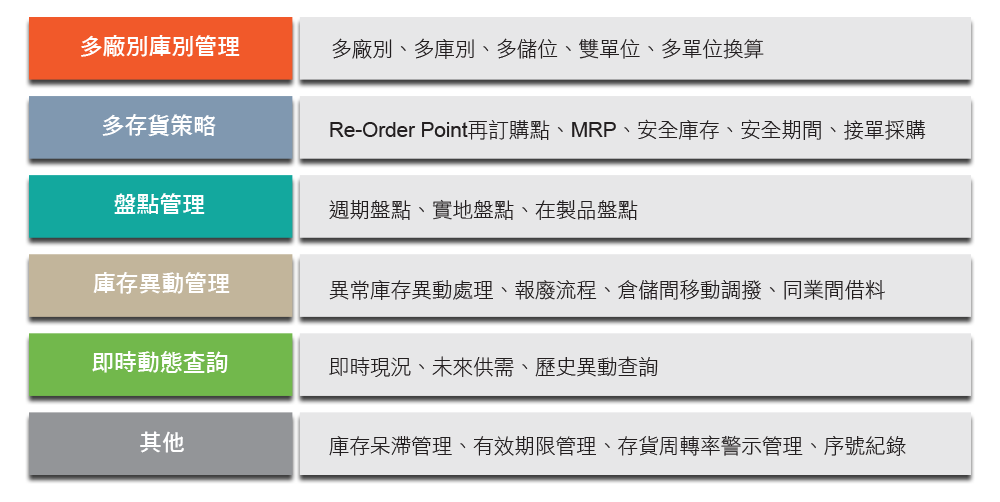 多廠別庫別管理
多廠別、多庫別、多儲位、雙單位、多單位換算
多存貨策略
Re-Order Point再訂購點、MRP、安全庫存、安全期間、接單採購
盤點管理
週期盤點、實地盤點、在製品盤點
庫存異動管理
異常庫存異動處理、報廢流程、倉儲間移動調撥、同業間借料
即時動態查詢
即時現況、未來供需、歷史異動查詢
其他
庫存呆滯管理、有效期限管理、存貨周轉率警示管理、序號紀錄